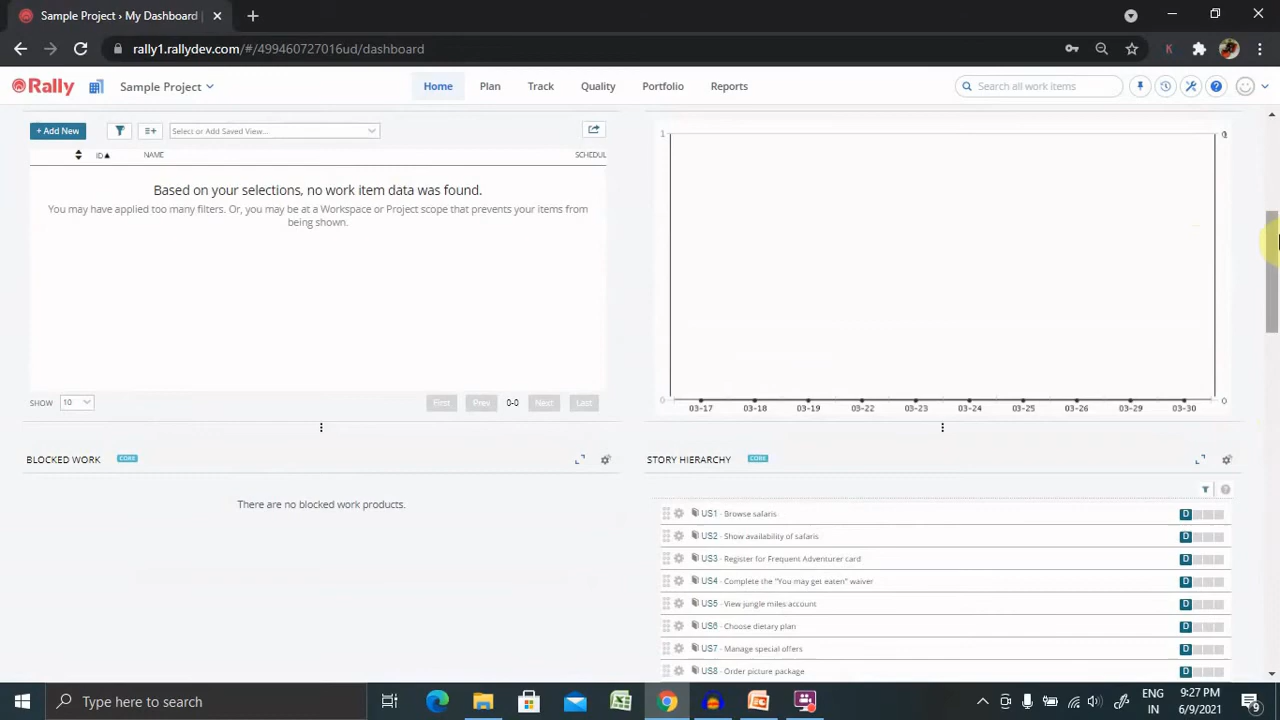 Sample Project › My Dashboard |
rally1.rallydev.com/#/499460727016ud/dashboard
Rally
Sample Project
Home
Plan
Track
Quality
Portfolio
Reports
Search all work items
+ Add New
Select or Add Saved View...
ID
NAME
SCHEDUL
Based on your selections, no work item data was found.
You may have applied too many filters. Or, you may be at a Workspace or Project scope that prevents your items from
being shown.
SHOW
10
First
Prev
0-0
Next
Last
1
0
0
03-17
03-18
03-19
03-22
03-23
03-24
03-25
03-26
03-29
03-30
BLOCKED WORK
CORE
There are no blocked work products.
STORY HIERARCHY
CORE
US1 - Browse safaris
D
US2 - Show availability of safaris
D
US3 - Register for Frequent Adventurer card
D
US4 - Complete the "You may get eaten" waiver
D
US5 - View jungle miles account
D
US6 - Choose dietary plan
D
US7 - Manage special offers
D
US8 - Order picture package
D
Type here to search
ENG
IN
9:27 PM
6/9/2021